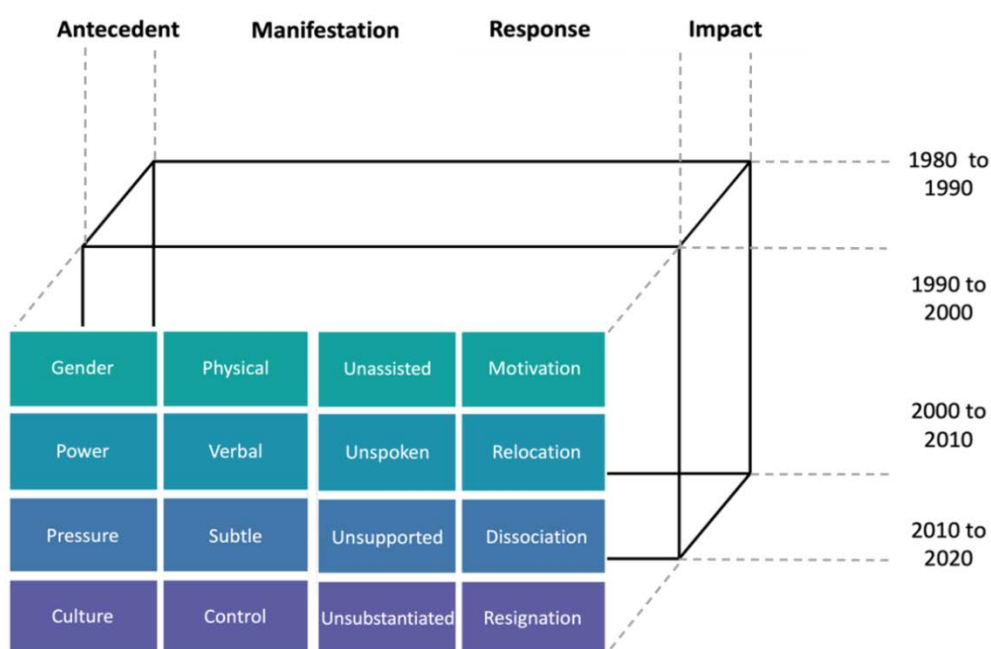 Antecedent Manifestation Response Impact
1980 to
1990
1990 to
2000
Gender Physical Unassisted Motivation
2000 to
2010
Power Verbal Unspoken Relocation
Pressure Subtle Unsupported Dissociation
2010 to
2020
Culture Control Unsubstantiated Resignation